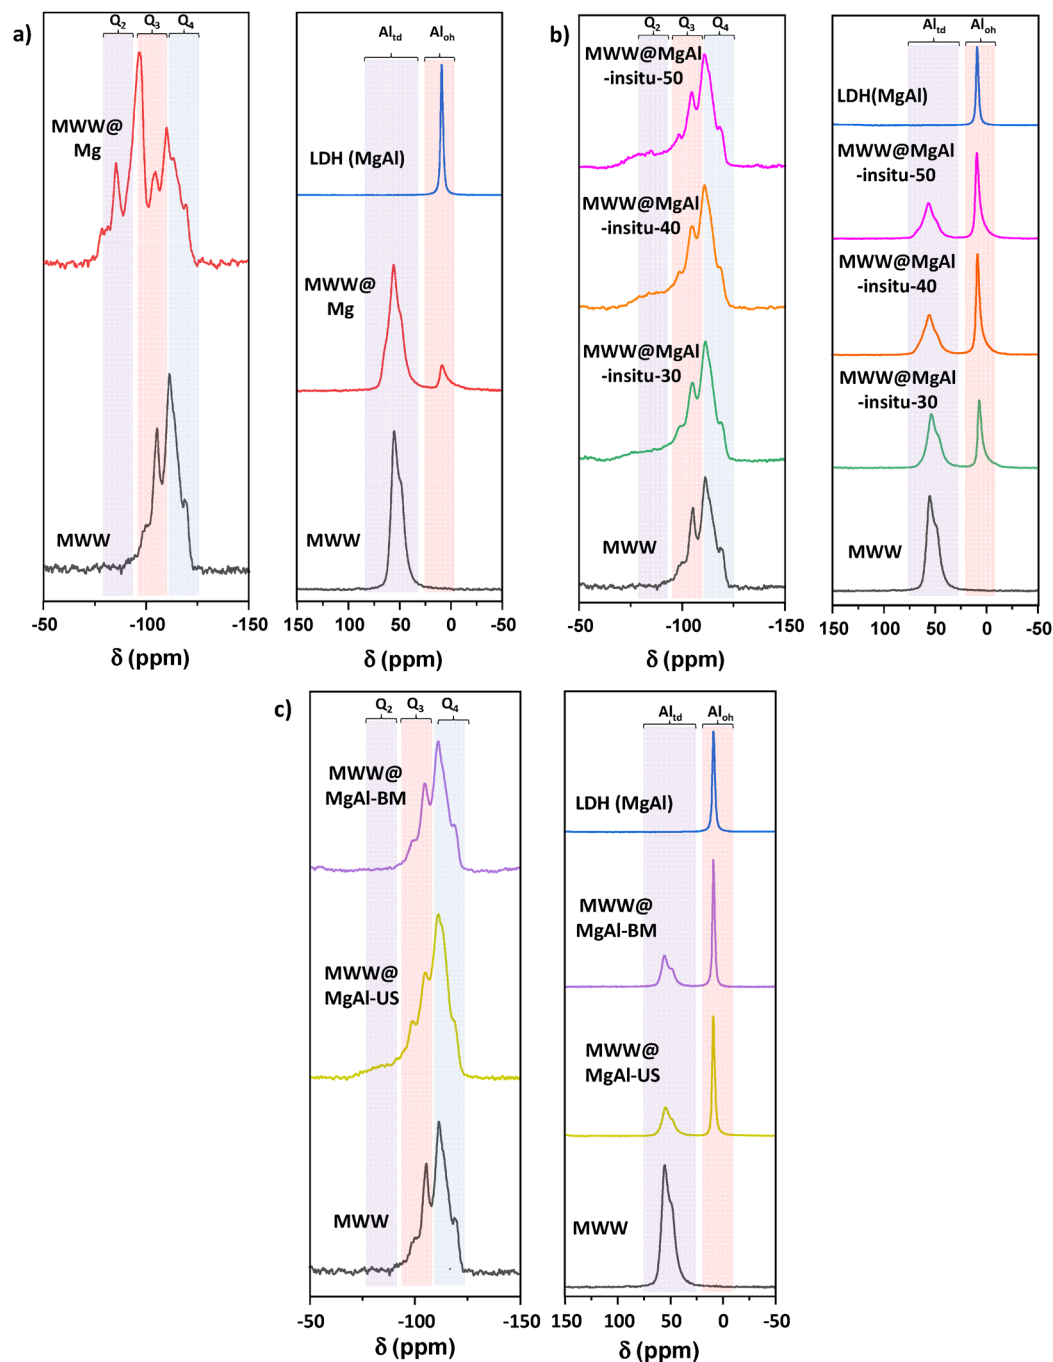 a)
Q2 Q3 Q4
MWW@
Mg
MWW
-50 -100 -150
δ (ppm)
Altd Aloh
LDH (MgAl)
MWW@
Mg
MWW
150 100 50 0 -50
δ (ppm)
b)
Q2 Q3 Q4
MWW@MgAl
-insitu-50
MWW@MgAl
-insitu-40
MWW@MgAl
-insitu-30
MWW
-50 -100 -150
δ (ppm)
Altd Aloh
LDH(MgAl)
MWW@MgAl
-insitu-50
MWW@MgAl
-insitu-40
MWW@MgAl
-insitu-30
MWW
150 100 50 0 -50
δ (ppm)
c)
Q2 Q3 Q4
MWW@
MgAl-BM
MWW@
MgAl-US
MWW
-50 -100 -150
δ (ppm)
Altd Aloh
LDH (MgAl)
MWW@
MgAl-BM
MWW@
MgAl-US
MWW
150 100 50 0 -50
δ (ppm)